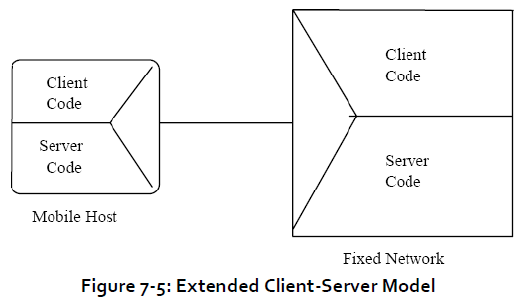 Client
Code
Server
Code
Mobile Host
Client
Code
Server
Code
Fixed Network
Figure 7-5: Extended Client-Server Model